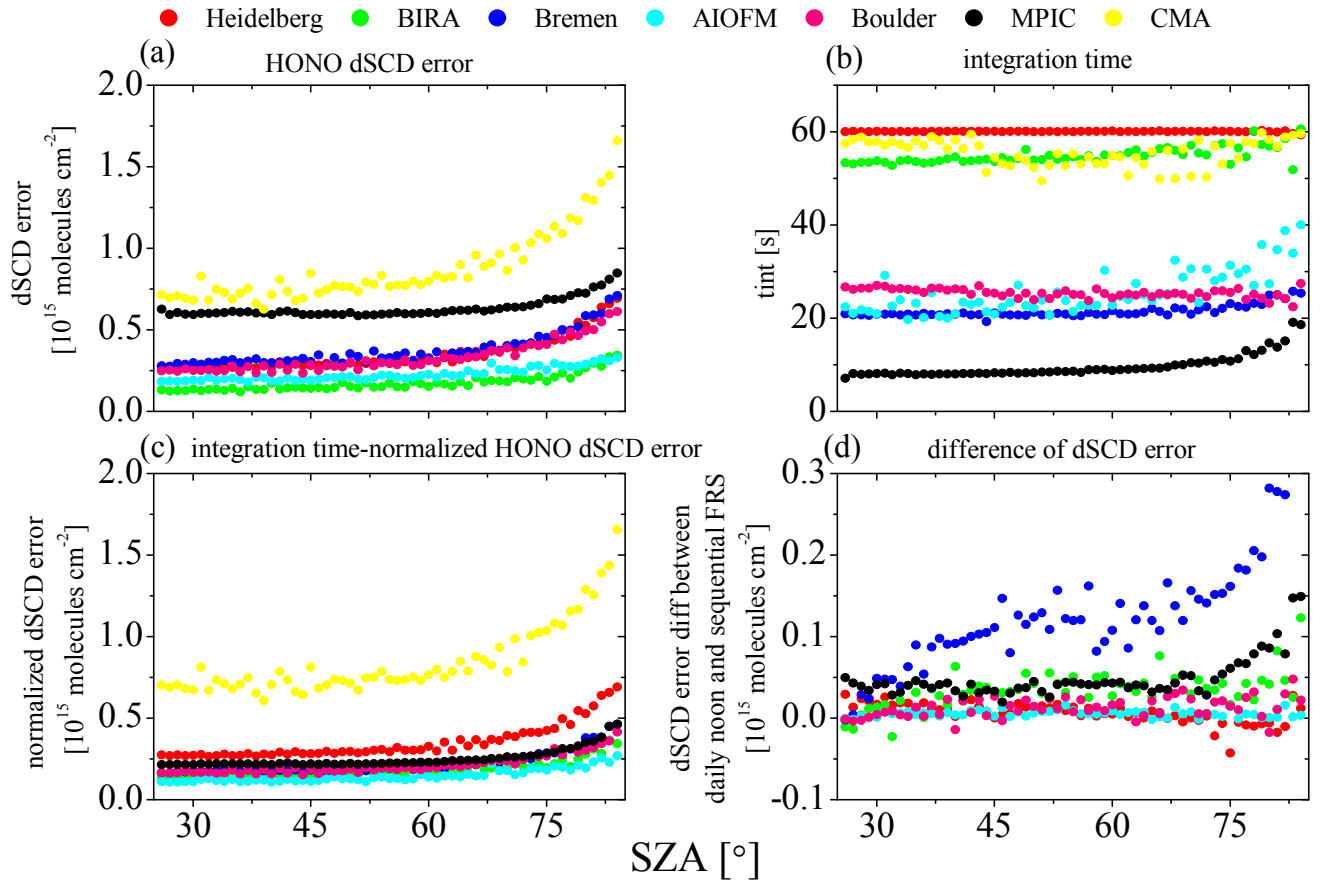 Heidelberg BIRA Bremen AIOFM Boulder MPIC CMA
(a) HONO dSCD error
2.0
1.5
1.0
0.5
0.0
dSCD error
[10^15 molecules cm^-2]
(b) integration time
60
40
20
0
tint [s]
(c) integration time-normalized HONO dSCD error
2.0
1.5
1.0
0.5
0.0
30 45 60 75
normalized dSCD error
[10^15 molecules cm^-2]
(d) difference of dSCD error
0.3
0.2
0.1
0.0
-0.1
30 45 60 75
dSCD error diff between
daily noon and sequential FRS
[10^15 molecules cm^-2]
SZA [°]